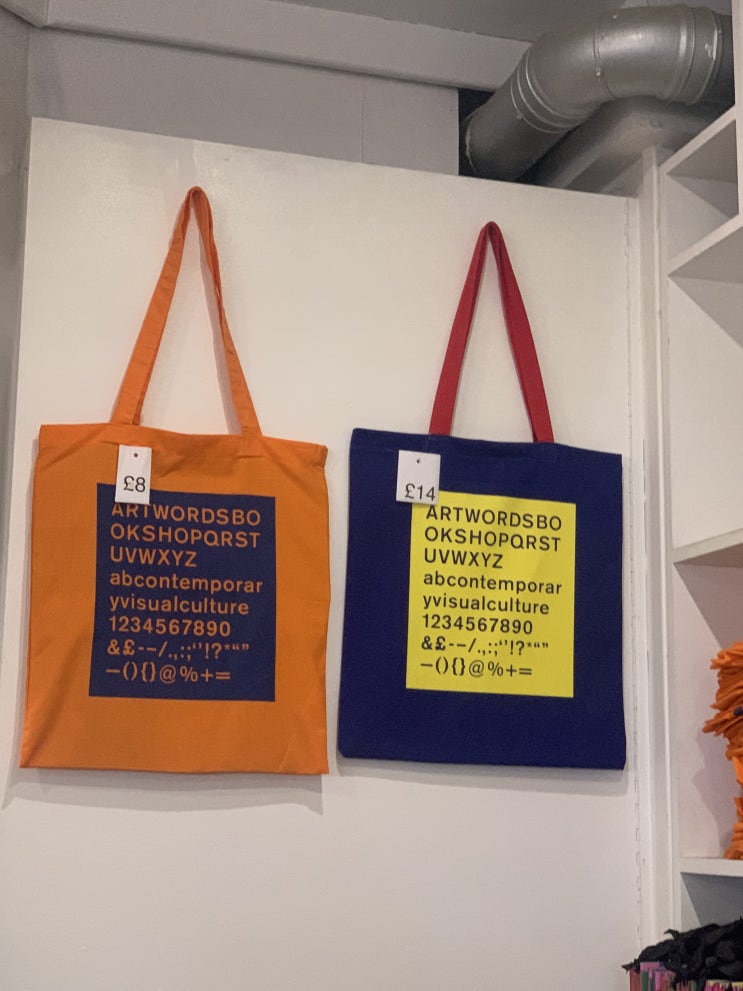 £8
ARTWORDSBO
OKSHOPQRST
UVWXYZ
abcontemporar
yvisualculture
1234567890
&£--/.,:;‘’!?*“”
–(){}@%+=
£14
ARTWORDSBO
OKSHOPQRST
UVWXYZ
abcontemporar
yvisualculture
1234567890
&£--/.,:;‘’!?*“”
–(){}@%+=